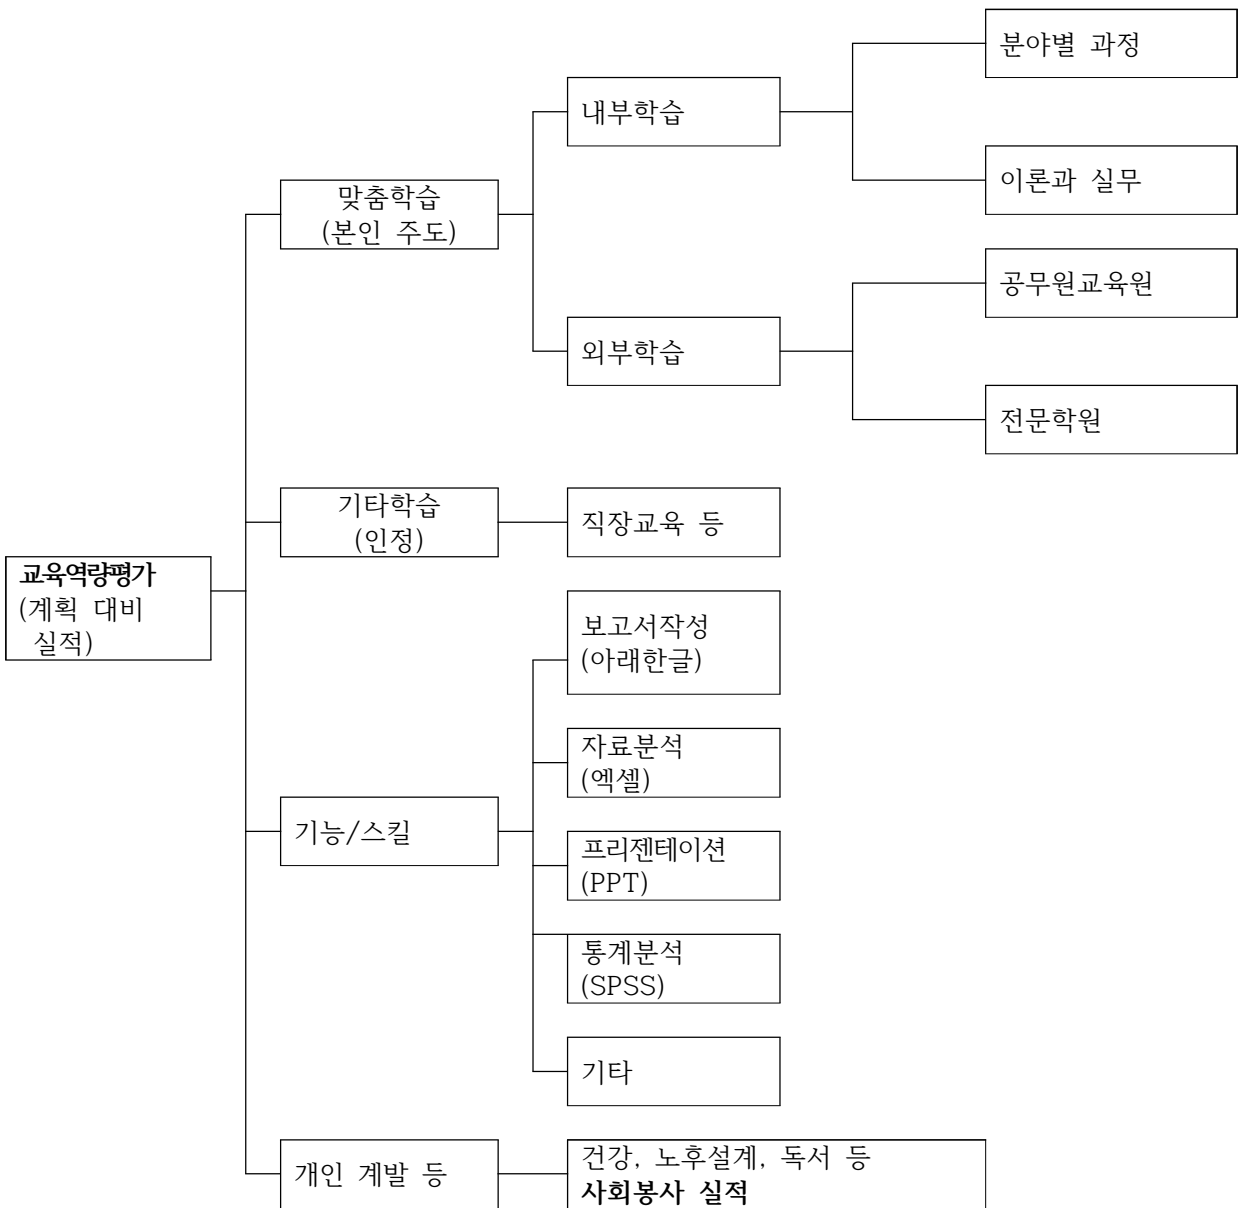 분야별 과정
내부학습
이론과 실무
맞춤학습
(본인 주도)
공무원교육원
외부학습
전문학원
기타학습
(인정)
직장교육 등
교육역량평가
(계획 대비
실적)
보고서작성
(아래한글)
자료분석
(엑셀)
기능/스킬
프리젠테이션
(PPT)
통계분석
(SPSS)
기타
개인 계발 등
건강, 노후설계, 독서 등
사회봉사 실적